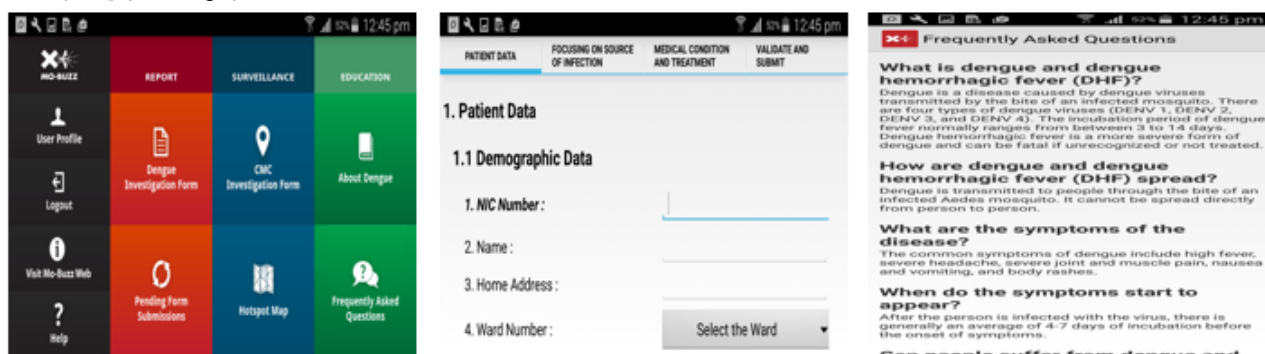 52% 12:45 pm
MO-BUZZ
REPORT
SURVEILLANCE
EDUCATION
User Profile
Logout
Visit Mo-Buzz Web
Help
Dengue
Investigation Form
CMC
Investigation Form
About Dengue
Pending Form
Submissions
Hotspot Map
Frequently Asked
Questions
52% 12:45 pm
PATIENT DATA
FOCUSING ON SOURCE
OF INFECTION
MEDICAL CONDITION
AND TREATMENT
VALIDATE AND
SUBMIT
1. Patient Data
1.1 Demographic Data
1. NIC Number :
2. Name :
3. Home Address :
4. Ward Number :
Select the Ward
52% 12:45 pm
Frequently Asked Questions
What is dengue and dengue
hemorrhagic fever (DHF)?
Dengue is a disease caused by dengue viruses
transmitted by the bite of an infected mosquito. There
are four types of dengue viruses (DENV 1, DENV 2,
DENV 3, and DENV 4). The incubation period of dengue
fever normally ranges from between 3 to 14 days.
Dengue hemorrhagic fever is a more severe form of
dengue and can be fatal if unrecognized or not treated.
How are dengue and dengue
hemorrhagic fever (DHF) spread?
Dengue is transmitted to people through the bite of an
infected Aedes mosquito. It cannot be spread directly
from person to person.
What are the symptoms of the
disease?
The common symptoms of dengue include high fever,
severe headache, severe joint and muscle pain, nausea
and vomiting, and body rashes.
When do the symptoms start to
appear?
After the person is infected with the virus, there is
generally an average of 4-7 days of incubation before
the onset of symptoms.
Can people suffer from dengue and